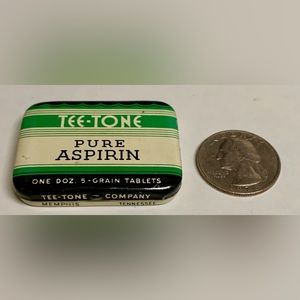 TEE-TONE
PURE
ASPIRIN
ONE DOZ. 5-GRAIN TABLETS
TEE-TONE COMPANY
MEMPHIS TENNESSEE